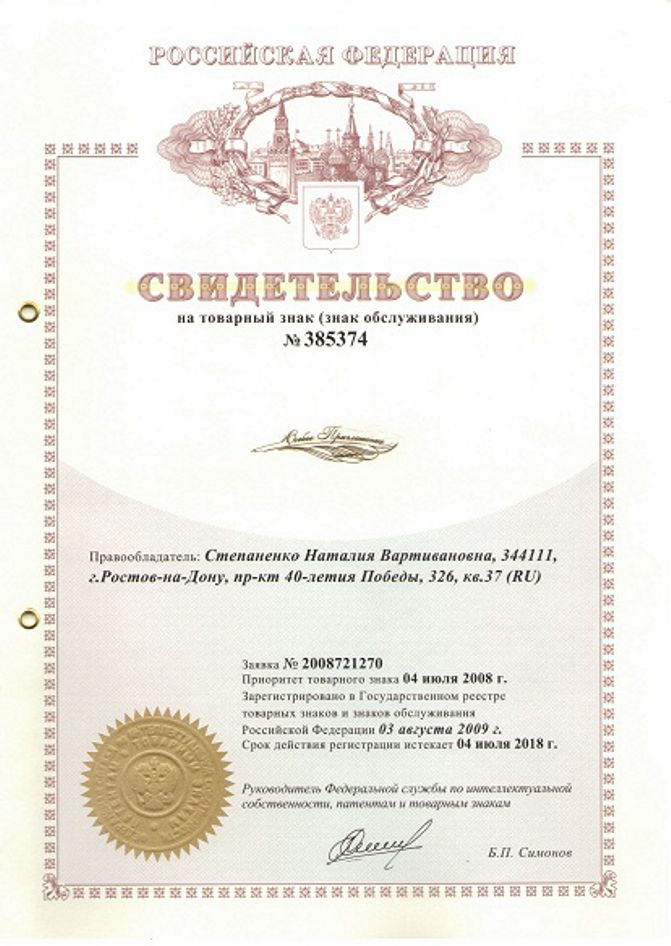 РОССИЙСКАЯ ФЕДЕРАЦИЯ
СВИДЕТЕЛЬСТВО
на товарный знак (знак обслуживания)
№ 385374
Особое Приглашение
Правообладатель: Степаненко Наталия Вартивановна, 344111,
г.Ростов-на-Дону, пр-кт 40-летия Победы, 326, кв.37 (RU)
Заявка № 2008721270
Приоритет товарного знака 04 июля 2008 г.
Зарегистрировано в Государственном реестре
товарных знаков и знаков обслуживания
Российской Федерации 03 августа 2009 г.
Срок действия регистрации истекает 04 июля 2018 г.
Руководитель Федеральной службы по интеллектуальной
собственности, патентам и товарным знакам
Б.П. Симонов